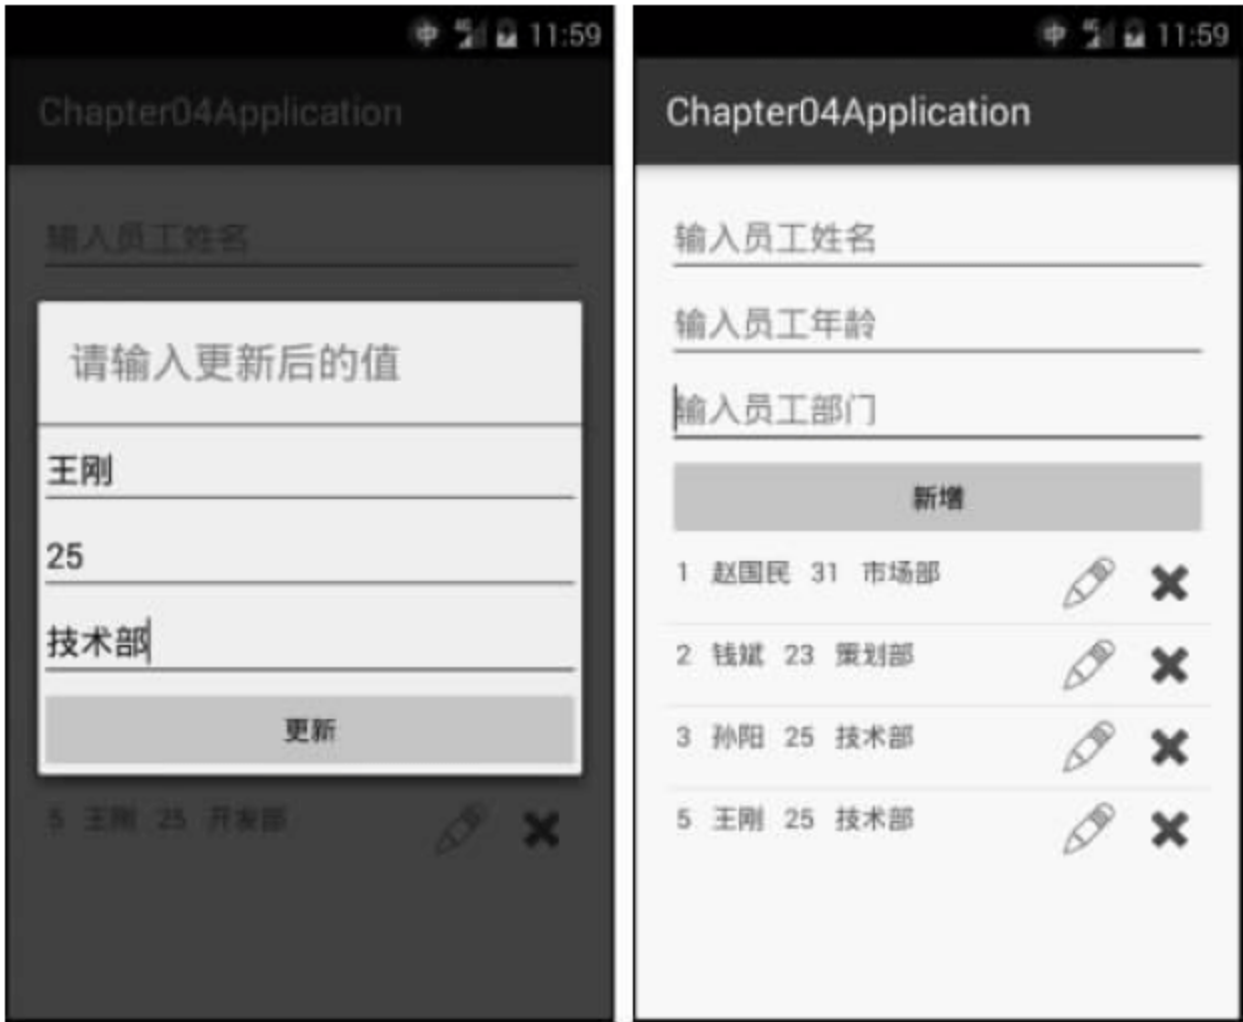 中 4G 11:59
Chapter04Application
输入员工姓名
请输入更新后的值
王刚
25
技术部
更新
5 王刚 25 开发部
中 4G 11:59
Chapter04Application
输入员工姓名
输入员工年龄
输入员工部门
新增
1 赵国民 31 市场部
2 钱斌 23 策划部
3 孙阳 25 技术部
5 王刚 25 技术部